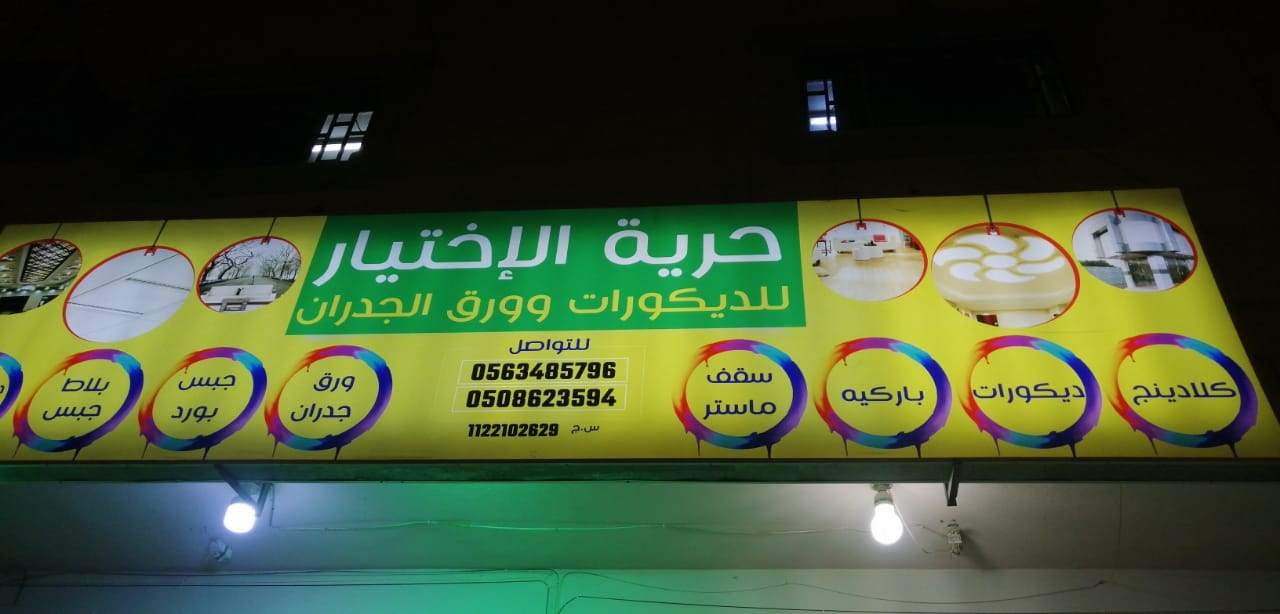 حرية الإختيار
للديكورات وورق الجدران
للتواصل
0563485796
0508623594
س.ج 1122102629
كلادينج
ديكورات
باركيه
سقف
ماستر
ورق
جدران
جبس
بورد
بلاط
جبس